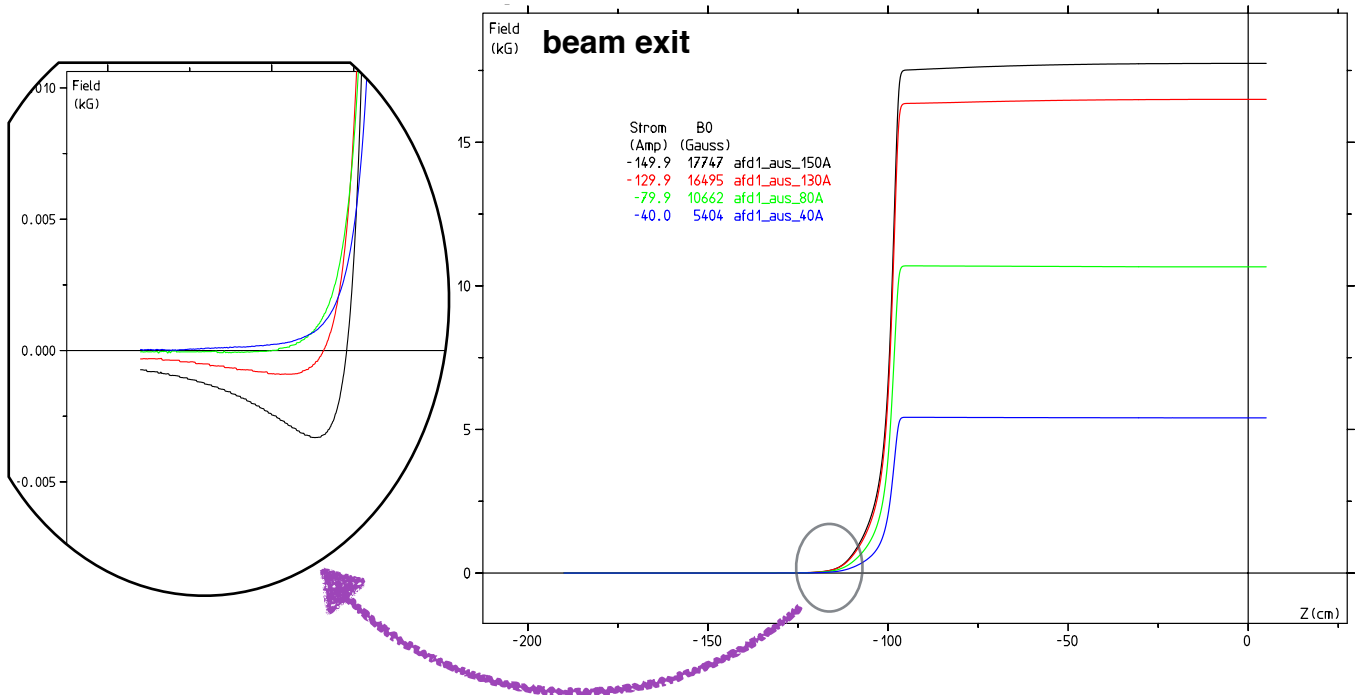 beam exit
Field
(kG)
15
10
5
0
Strom B0
(Amp) (Gauss)
-149.9 17747 afd1_aus_150A
-129.9 16495 afd1_aus_130A
-79.9 10662 afd1_aus_80A
-40.0 5404 afd1_aus_40A
Z(cm)
-200 -150 -100 -50 0
Field
(kG)
010
0.005
0.000
-0.005